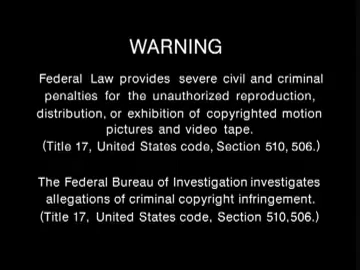 WARNING
Federal Law provides severe civil and criminal
penalties for the unauthorized reproduction,
distribution, or exhibition of copyrighted motion
pictures and video tape.
(Title 17, United States code, Section 510, 506.)
The Federal Bureau of Investigation investigates
allegations of criminal copyright infringement.
(Title 17, United States code, Section 510,506.)